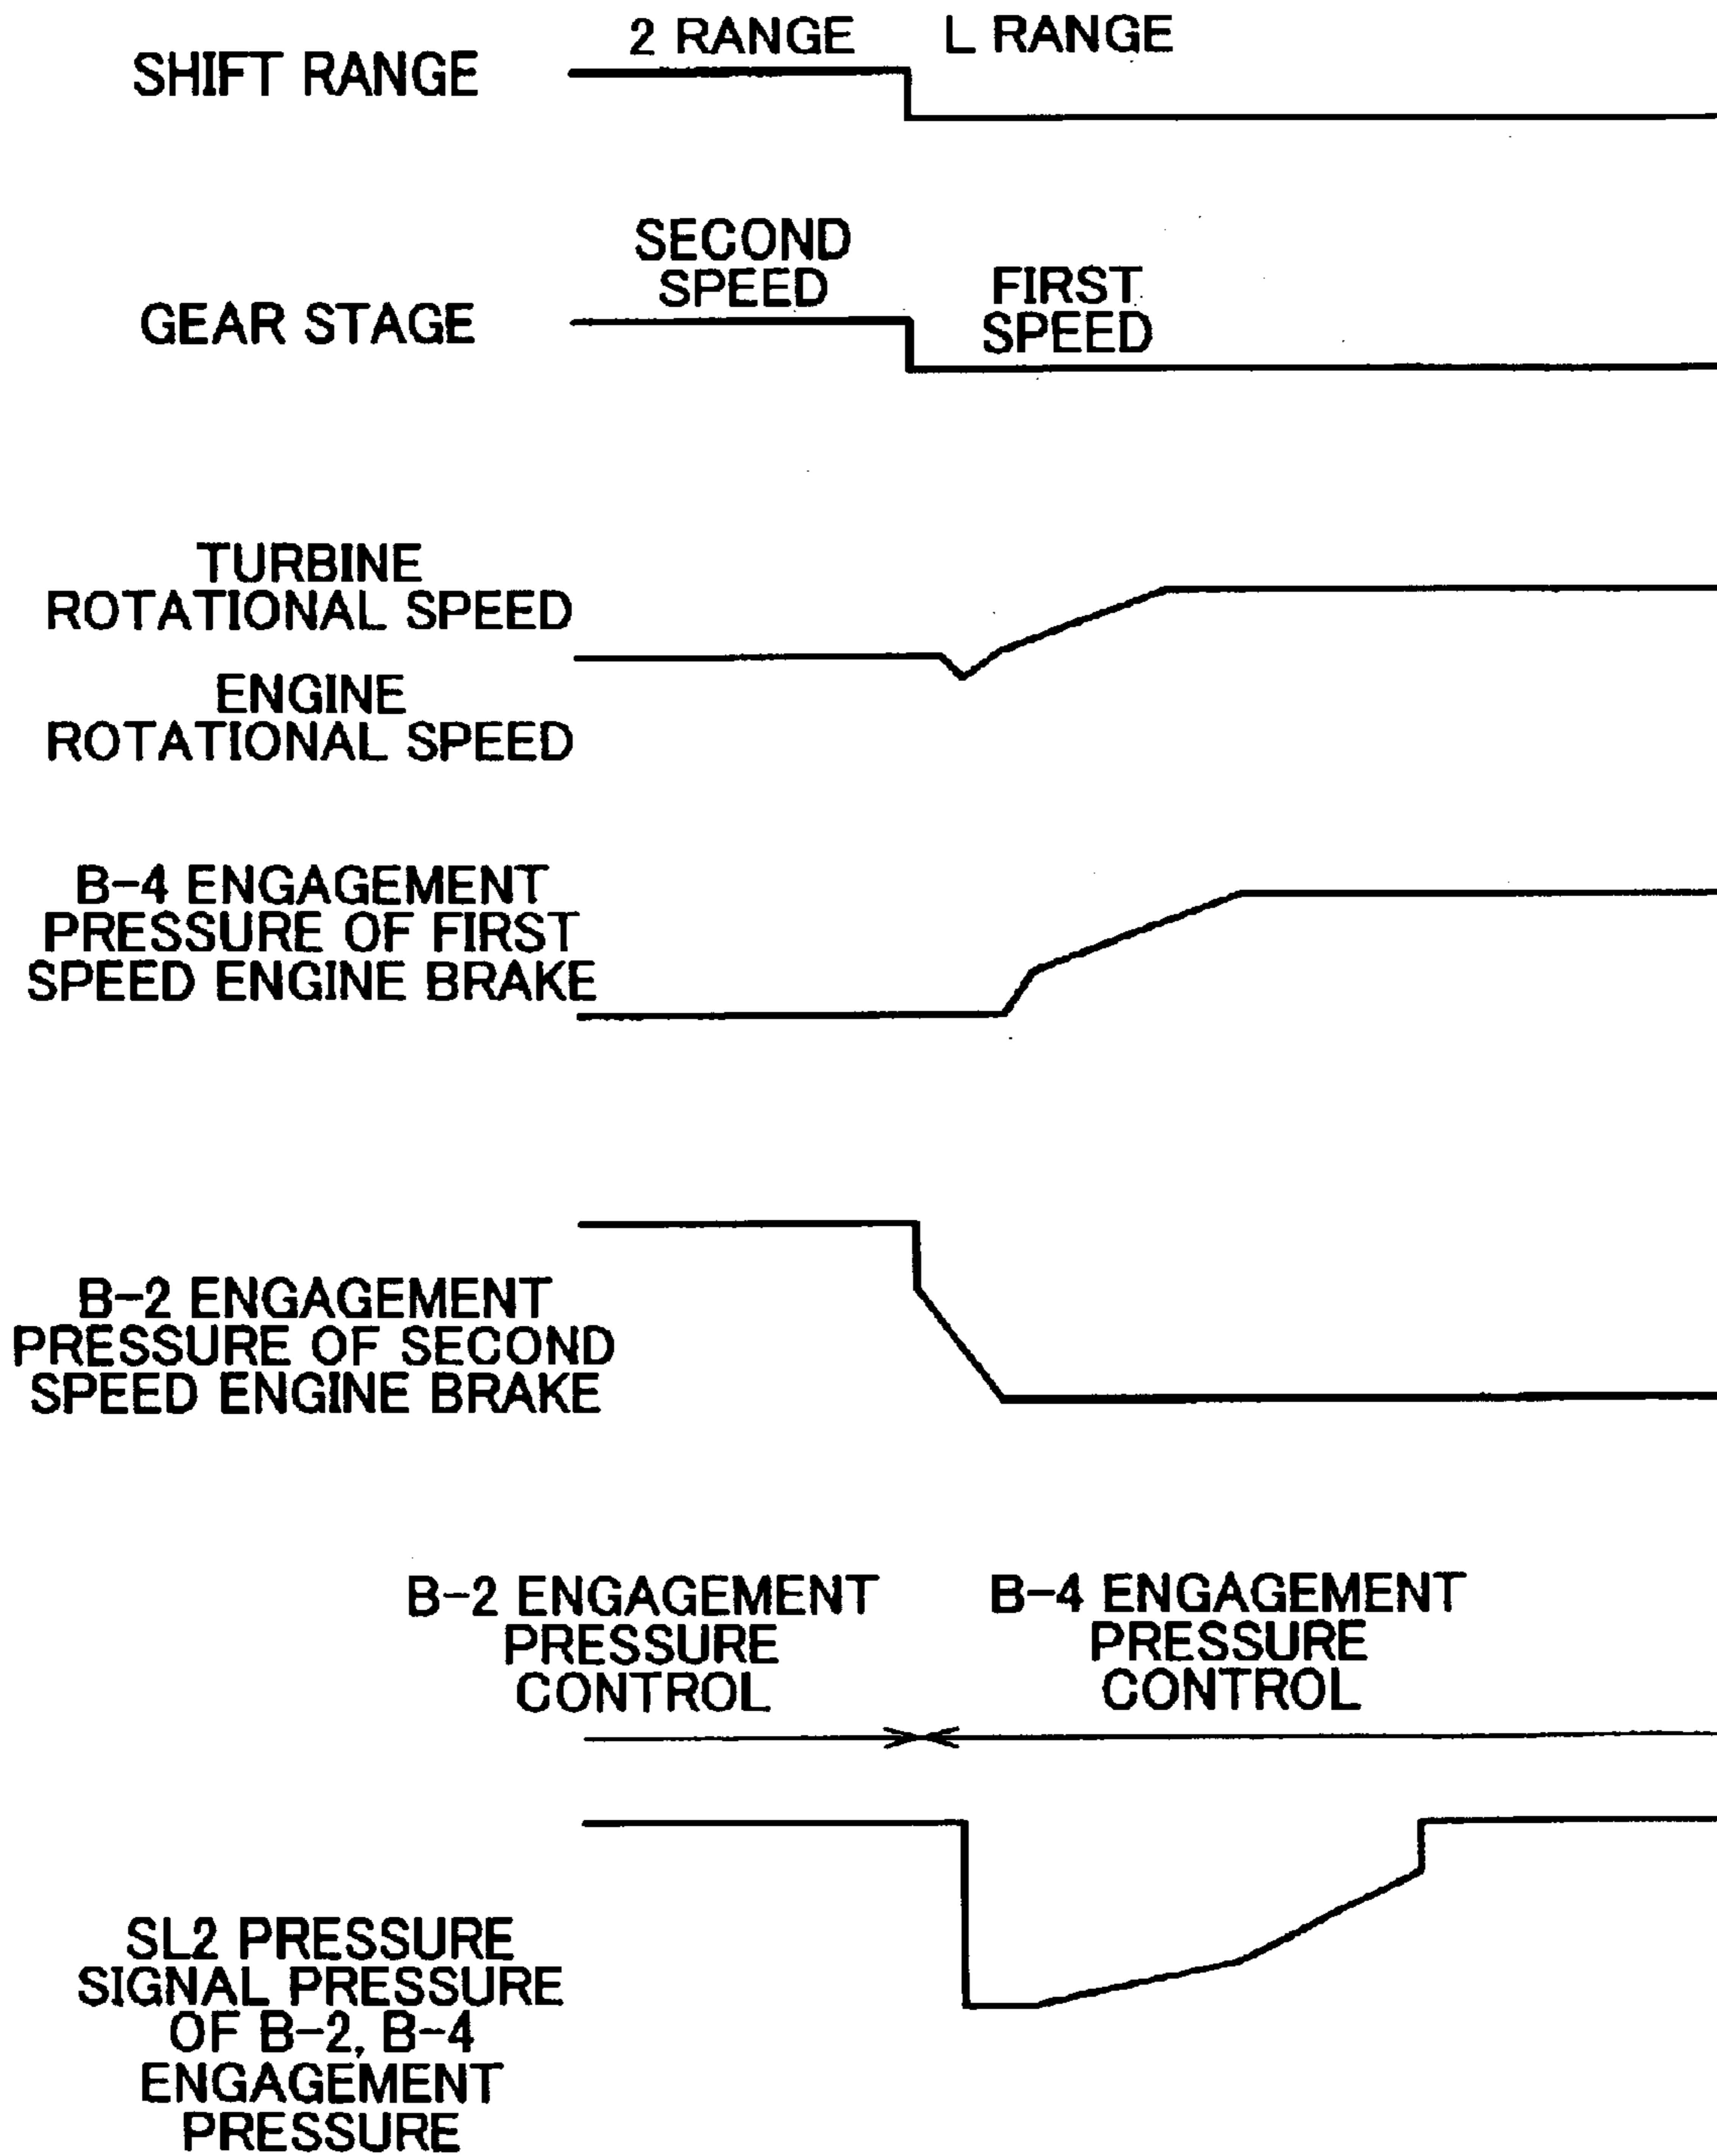 2 RANGE L RANGE
SHIFT RANGE
SECOND
SPEED
FIRST
SPEED
GEAR STAGE
TURBINE
ROTATIONAL SPEED
ENGINE
ROTATIONAL SPEED
B-4 ENGAGEMENT
PRESSURE OF FIRST
SPEED ENGINE BRAKE
B-2 ENGAGEMENT
PRESSURE OF SECOND
SPEED ENGINE BRAKE
B-2 ENGAGEMENT
PRESSURE
CONTROL
B-4 ENGAGEMENT
PRESSURE
CONTROL
SL2 PRESSURE
SIGNAL PRESSURE
OF B-2, B-4
ENGAGEMENT
PRESSURE